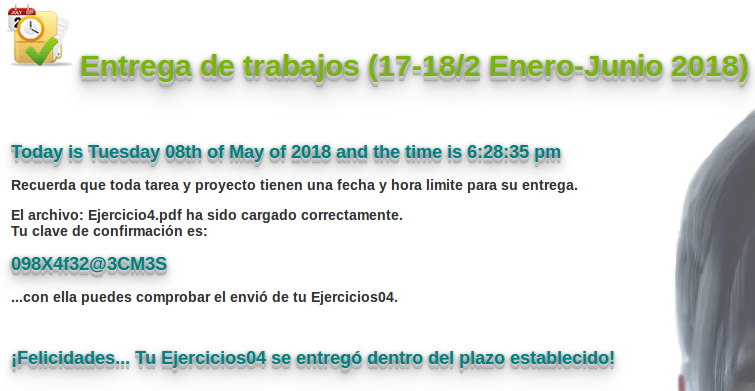 JULY
Entrega de trabajos (17-18/2 Enero-Junio 2018)
Today is Tuesday 08th of May of 2018 and the time is 6:28:35 pm
Recuerda que toda tarea y proyecto tienen una fecha y hora limite para su entrega.
El archivo: Ejercicio4.pdf ha sido cargado correctamente.
Tu clave de confirmación es:
098X4f32@3CM3S
...con ella puedes comprobar el envió de tu Ejercicios04.
¡Felicidades... Tu Ejercicios04 se entregó dentro del plazo establecido!